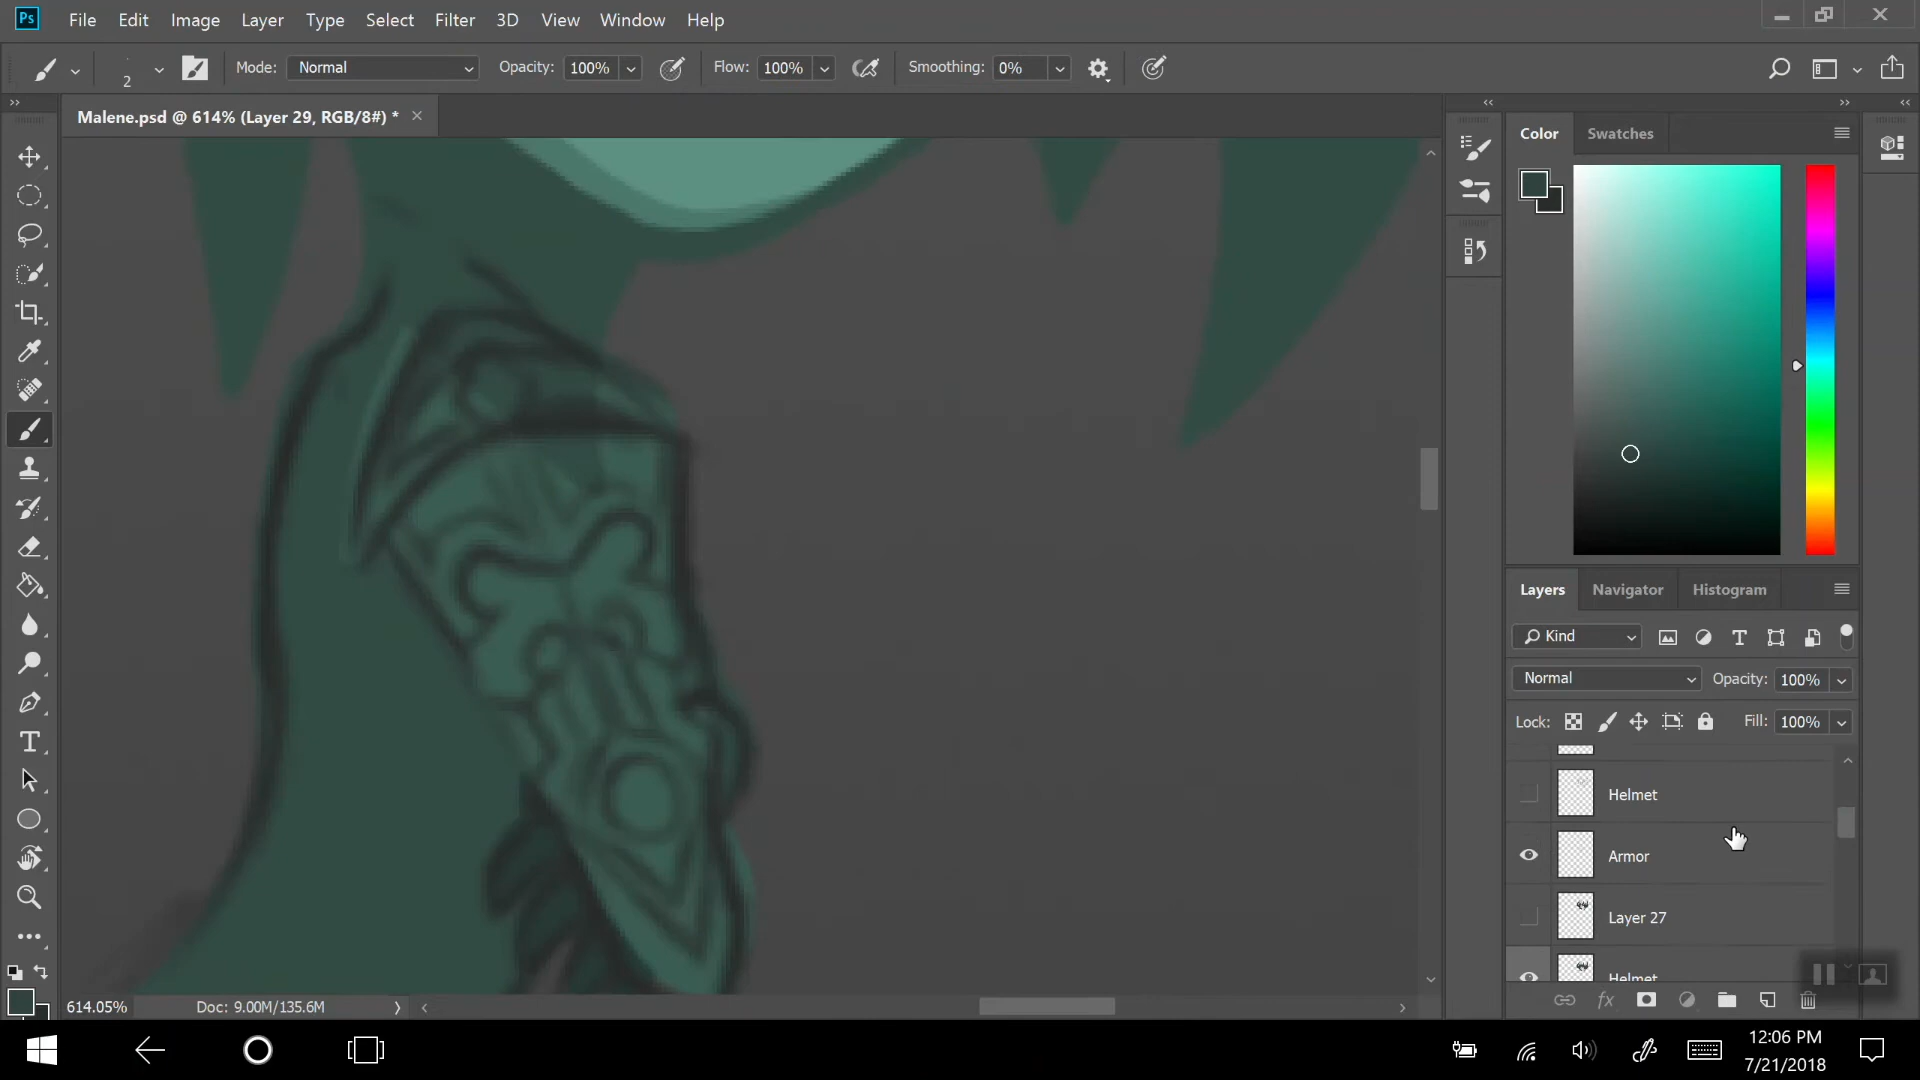 Ps File Edit Image Layer Type Select Filter 3D View Window Help
2 Mode: Normal Opacity: 100% Flow: 100% Smoothing: 0%
Malene.psd @ 614% (Layer 29, RGB/8#) *
Color Swatches
Layers Navigator Histogram
Kind
Normal Opacity: 100%
Lock: Fill: 100%
Helmet
Armor
Layer 27
Helmet
614.05% Doc: 9.00M/135.6M
12:06 PM
7/21/2018